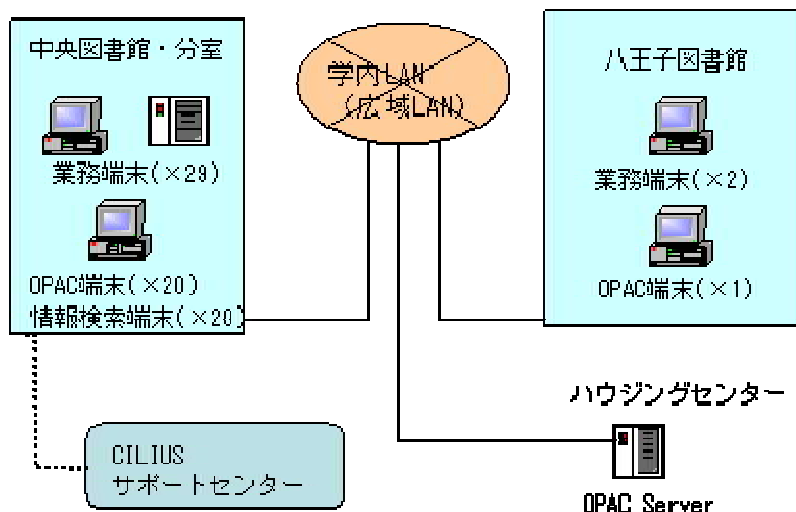 中央図書館・分室
業務端末(×29)
OPAC端末(×20)
情報検索端末(×20)
学内LAN
(広域LAN)
八王子図書館
業務端末(×2)
OPAC端末(×1)
ハウジングセンター
OPAC Server
CILIUS
サポートセンター